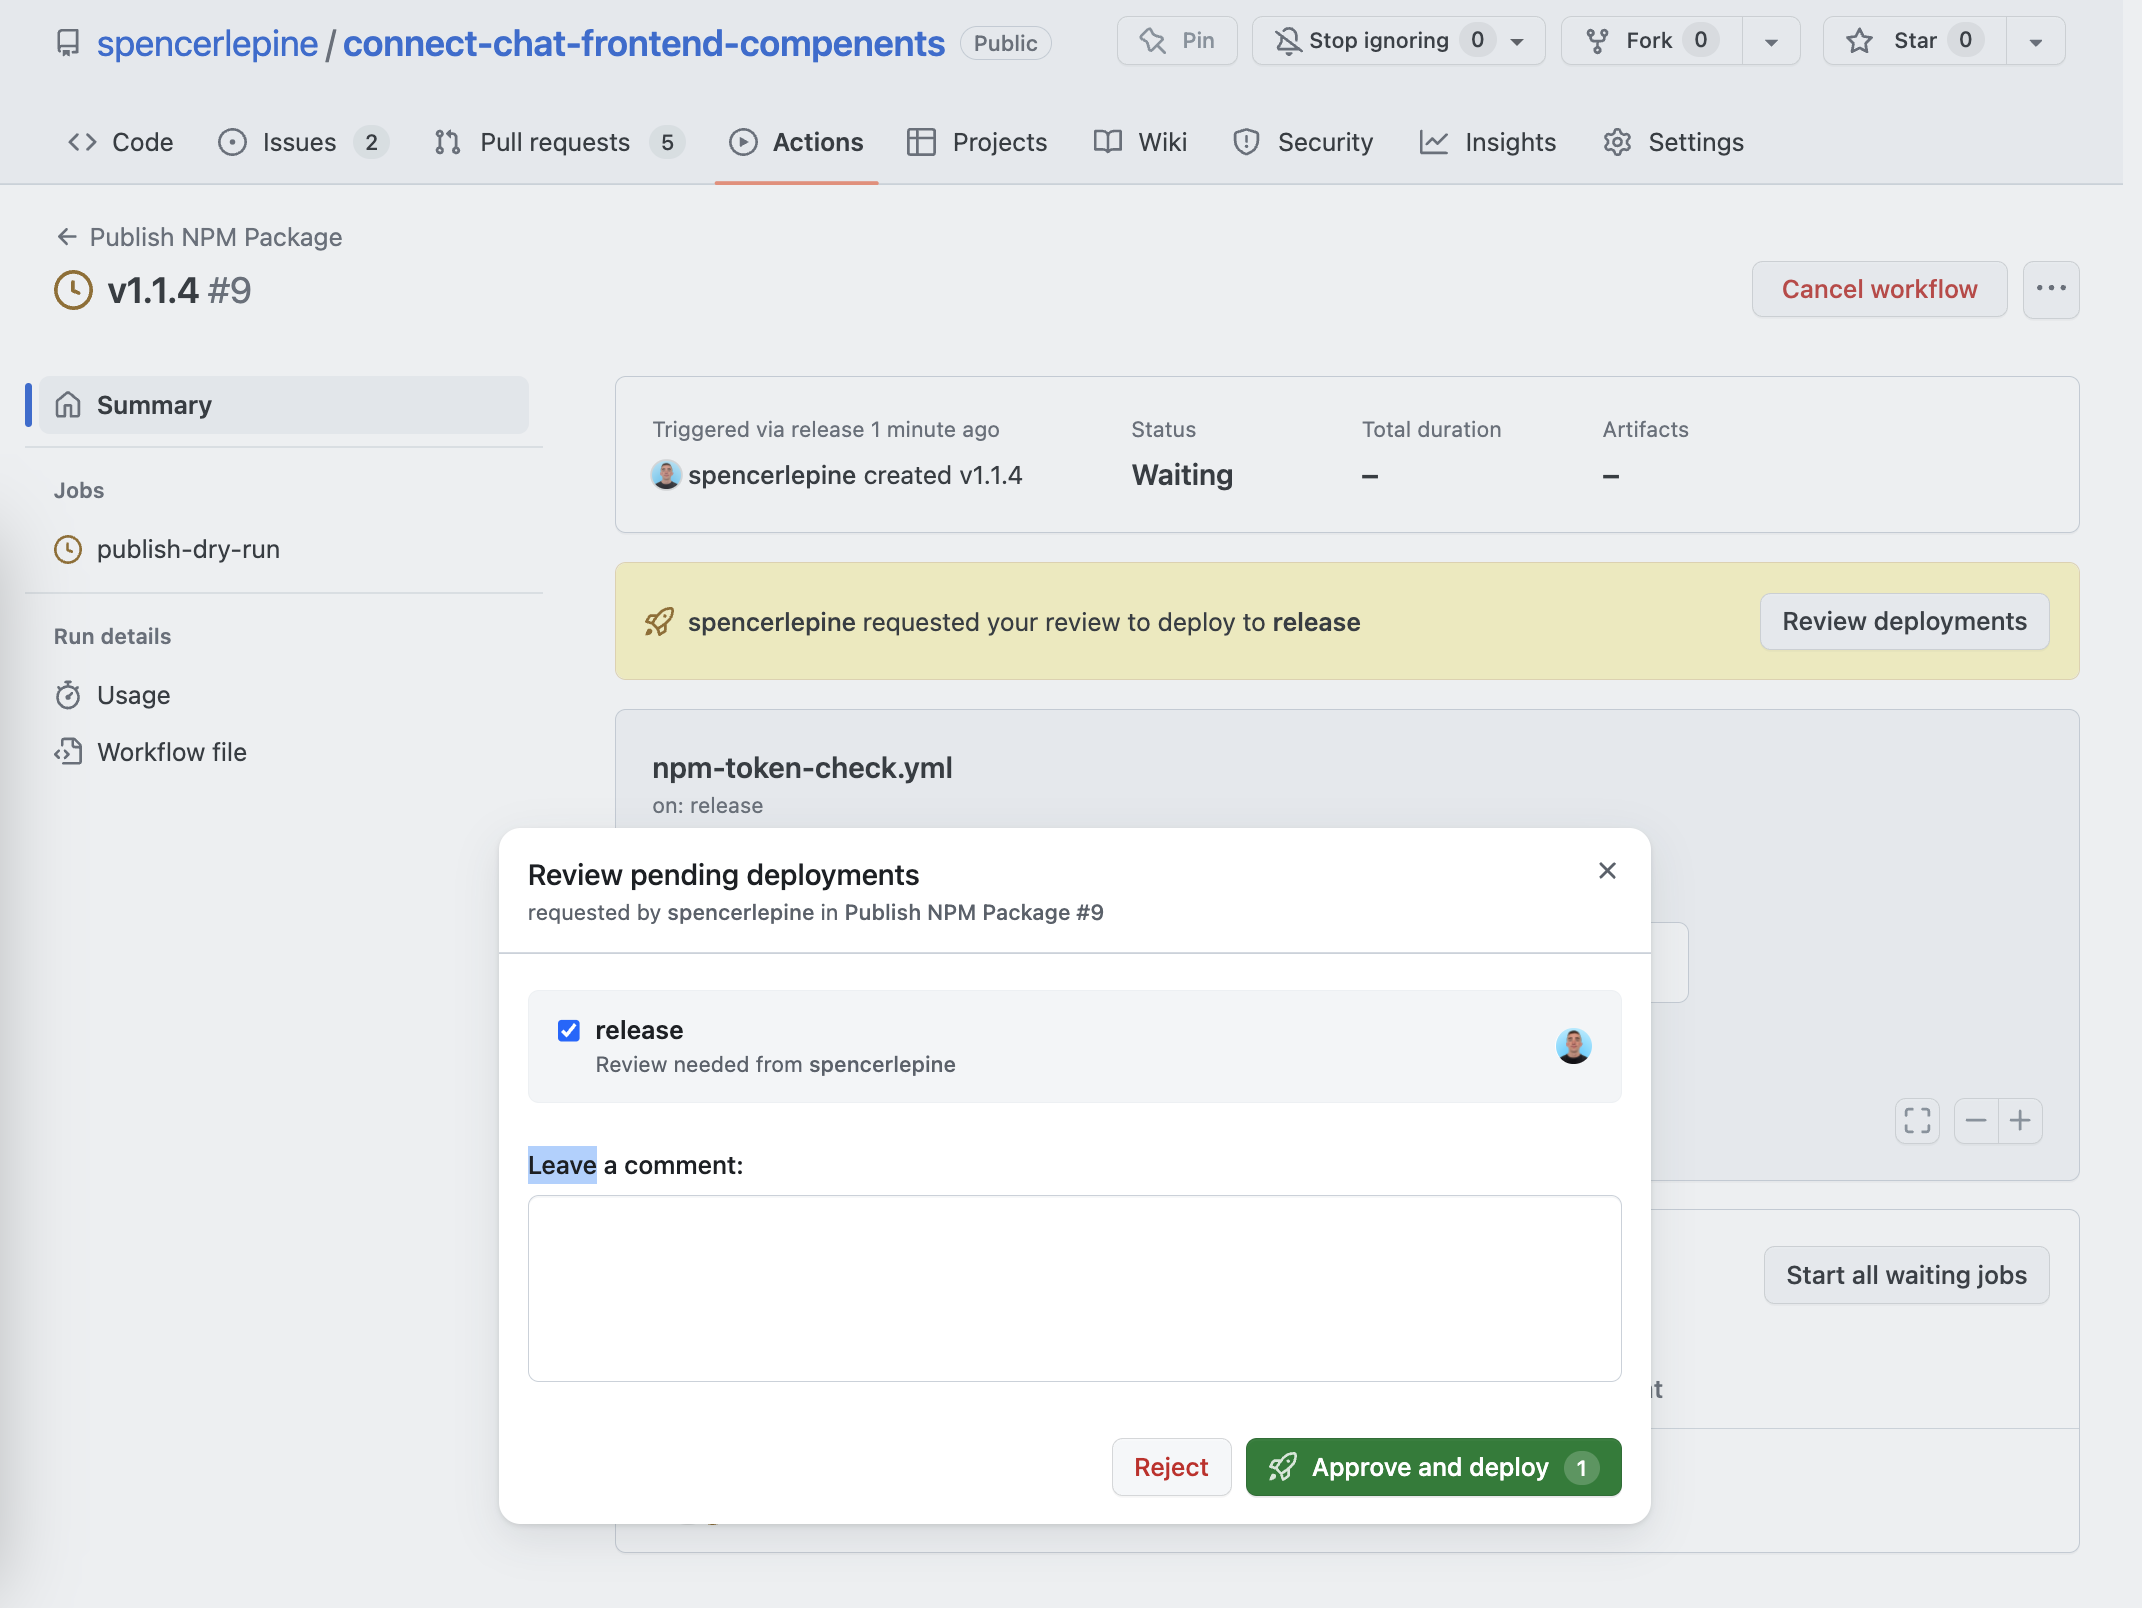 spencerlepine / connect-chat-frontend-compenents Public Pin Stop ignoring 0 Fork 0 Star 0
Code Issues 2 Pull requests 5 Actions Projects Wiki Security Insights Settings
← Publish NPM Package
v1.1.4 #9
Cancel workflow ...
Summary
Jobs
publish-dry-run
Run details
Usage
Workflow file
Triggered via release 1 minute ago
spencerlepine created v1.1.4
Status
Waiting
Total duration
–
Artifacts
–
spencerlepine requested your review to deploy to release
Review deployments
npm-token-check.yml
on: release
Review pending deployments
requested by spencerlepine in Publish NPM Package #9
release
Review needed from spencerlepine
Leave a comment:
Start all waiting jobs
Reject
Approve and deploy 1